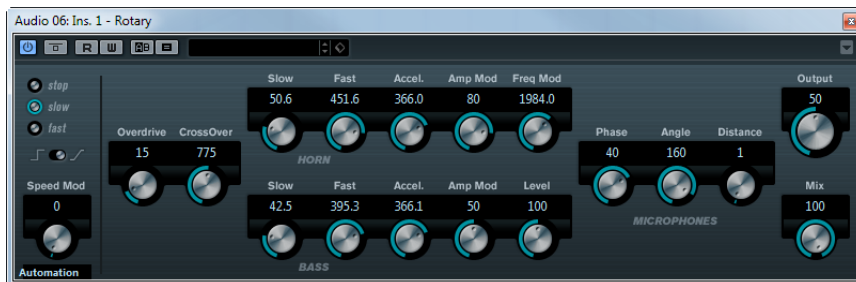 Audio 06: Ins. 1 - Rotary
R W AB
stop
slow
fast
Speed Mod
0
Automation
Overdrive CrossOver
15 775
Slow Fast Accel. Amp Mod Freq Mod
50.6 451.6 366.0 80 1984.0
HORN
Slow Fast Accel. Amp Mod Level
42.5 395.3 366.1 50 100
BASS
Phase Angle Distance
40 160 1
MICROPHONES
Output
50
Mix
100